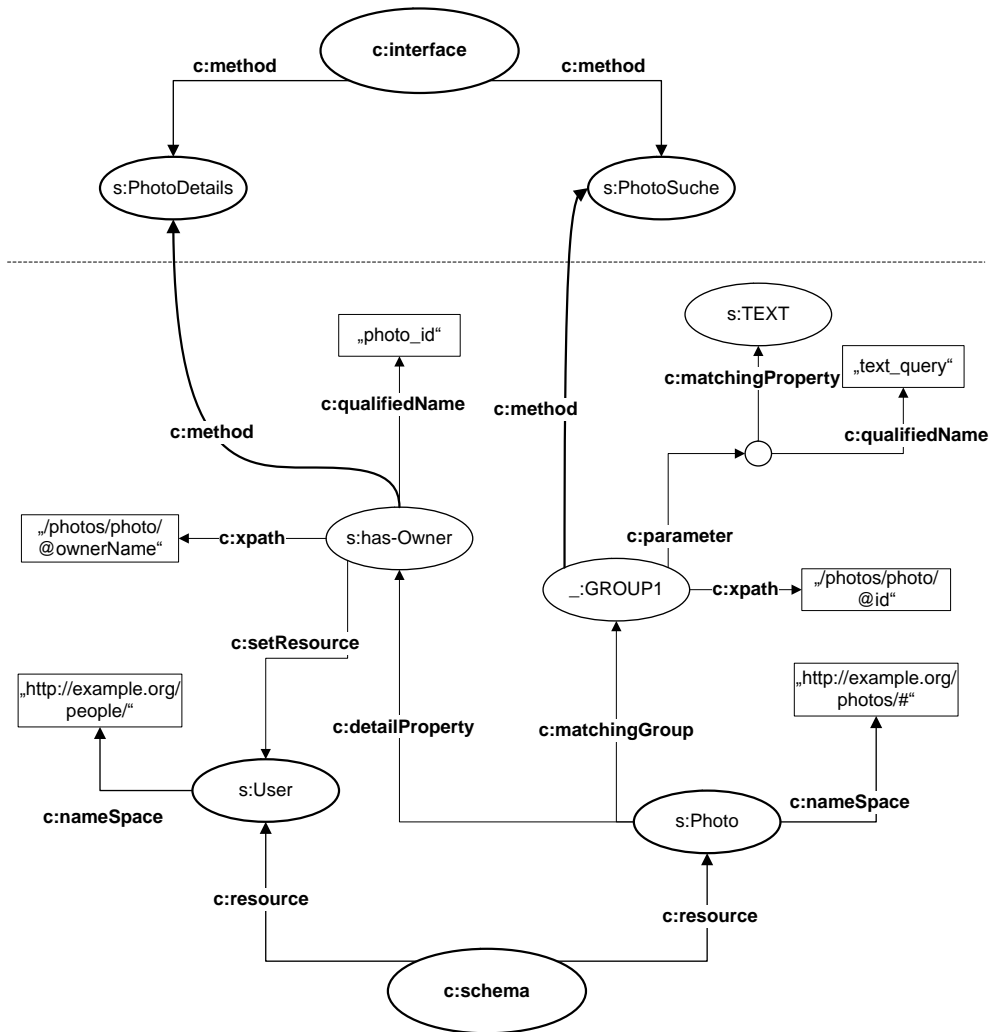 c:interface
c:method
c:method
s:PhotoDetails
s:PhotoSuche
s:TEXT
„photo_id“
„text_query“
c:matchingProperty
c:qualifiedName
c:method
c:method
c:qualifiedName
„/photos/photo/
@ownerName“
c:xpath
s:has-Owner
c:parameter
_:GROUP1
c:xpath
„/photos/photo/
@id“
c:setResource
„http://example.org/
people/“
„http://example.org/
photos/#“
c:detailProperty
c:matchingGroup
s:User
c:nameSpace
c:nameSpace
s:Photo
c:resource
c:resource
c:schema